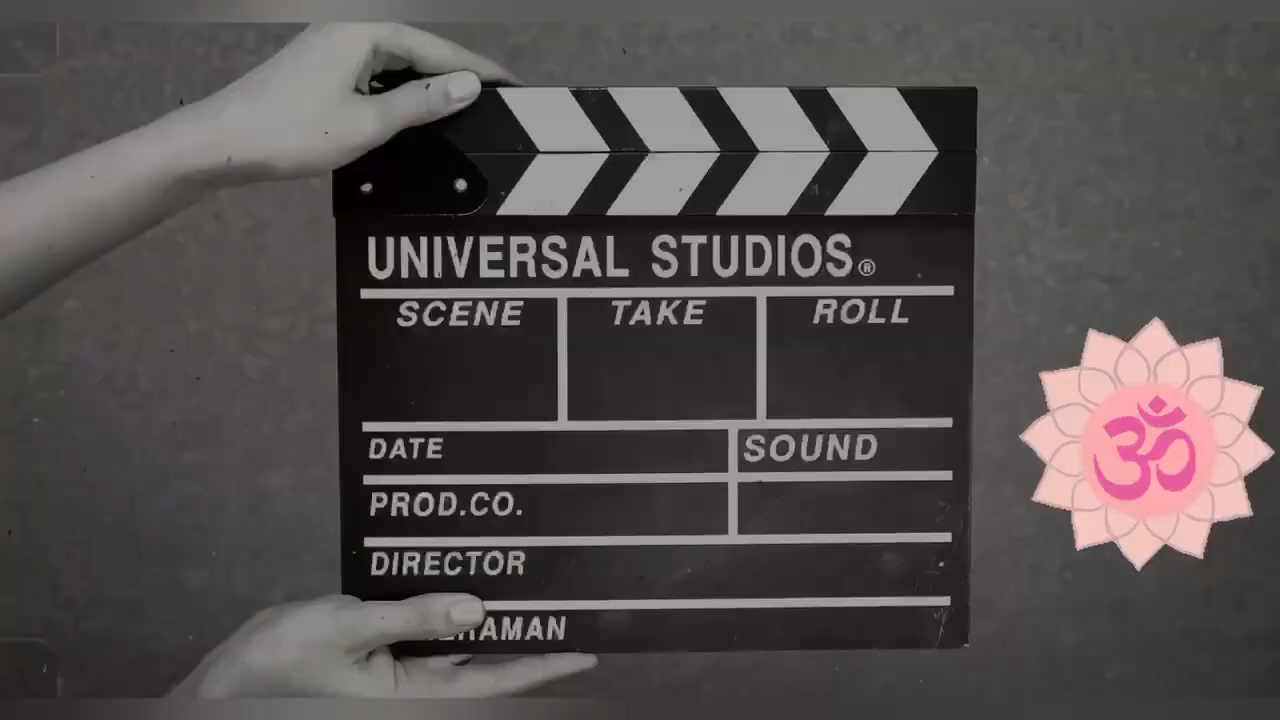 UNIVERSAL STUDIOS®
SCENE TAKE ROLL
DATE SOUND
PROD.CO.
DIRECTOR
ॐ